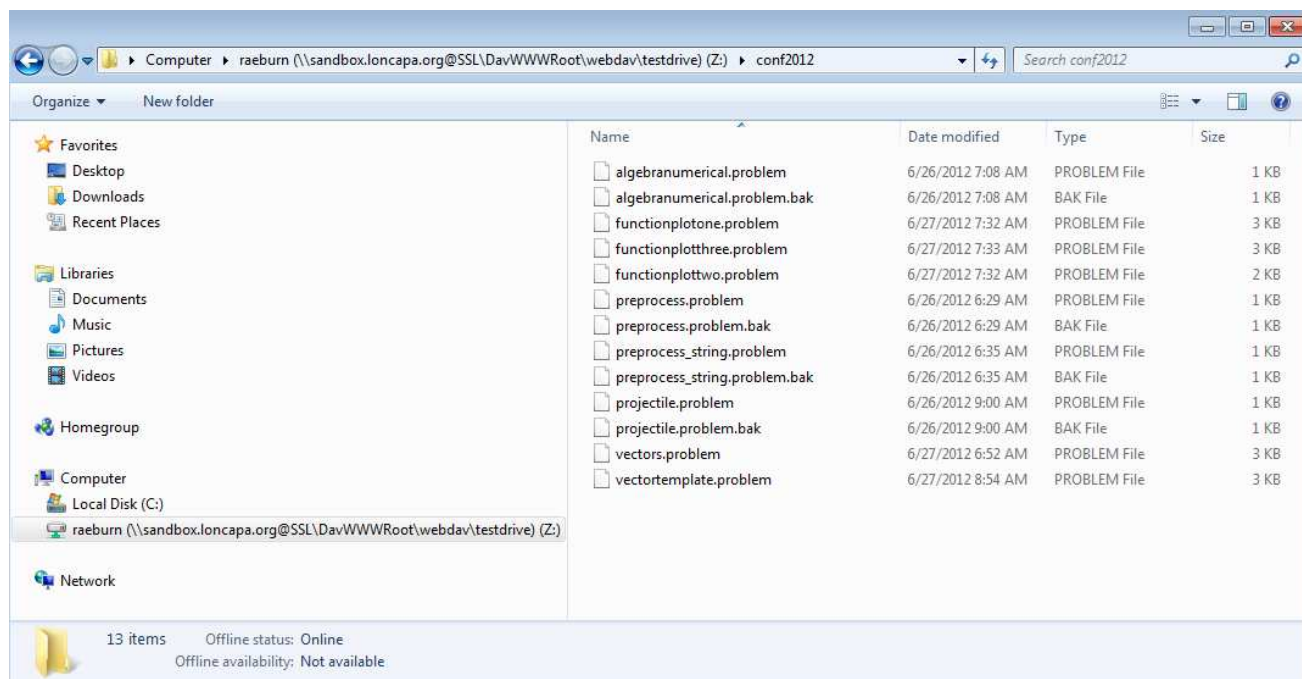 Computer ▸ raeburn (\\sandbox.loncapa.org@SSL\DavWWWRoot\webdav\testdrive) (Z:) ▸ conf2012
Search conf2012
Organize
New folder
Favorites
Desktop
Downloads
Recent Places
Libraries
Documents
Music
Pictures
Videos
Homegroup
Computer
Local Disk (C:)
raeburn (\\sandbox.loncapa.org@SSL\DavWWWRoot\webdav\testdrive) (Z:)
Network
Name Date modified Type Size
algebranumerical.problem 6/26/2012 7:08 AM PROBLEM File 1 KB
algebranumerical.problem.bak 6/26/2012 7:08 AM BAK File 1 KB
functionplotone.problem 6/27/2012 7:32 AM PROBLEM File 3 KB
functionplotthree.problem 6/27/2012 7:33 AM PROBLEM File 3 KB
functionplottwo.problem 6/27/2012 7:32 AM PROBLEM File 2 KB
preprocess.problem 6/26/2012 6:29 AM PROBLEM File 1 KB
preprocess.problem.bak 6/26/2012 6:29 AM BAK File 1 KB
preprocess_string.problem 6/26/2012 6:35 AM PROBLEM File 1 KB
preprocess_string.problem.bak 6/26/2012 6:35 AM BAK File 1 KB
projectile.problem 6/26/2012 9:00 AM PROBLEM File 1 KB
projectile.problem.bak 6/26/2012 9:00 AM BAK File 1 KB
vectors.problem 6/27/2012 6:52 AM PROBLEM File 3 KB
vectortemplate.problem 6/27/2012 8:54 AM PROBLEM File 3 KB
13 items Offline status: Online
Offline availability: Not available